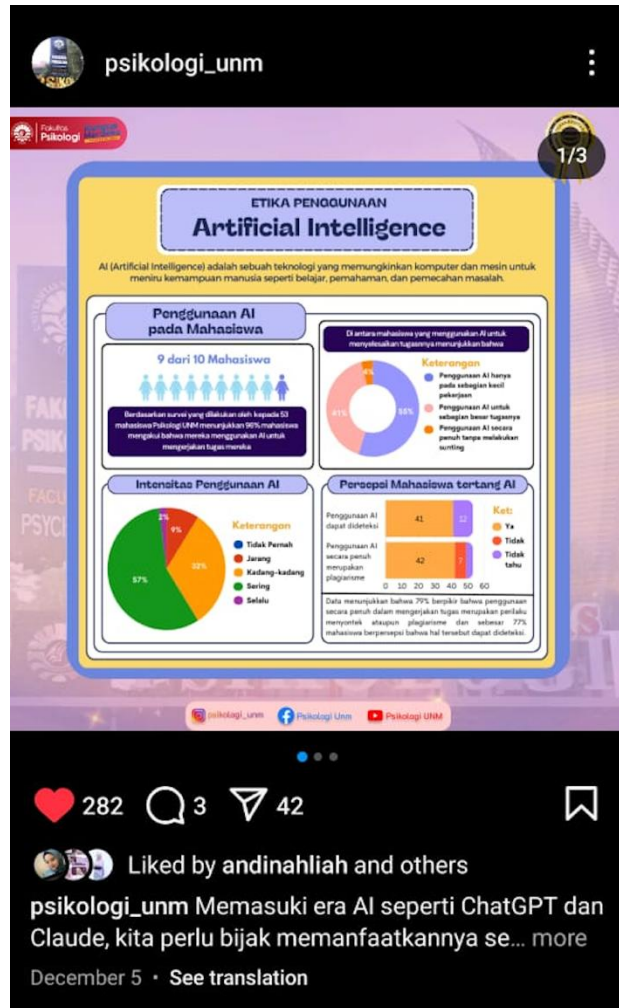 psikologi_unm
Fakultas
Psikologi
1/3
ETIKA PENGGUNAAN
Artificial Intelligence
AI (Artificial Intelligence) adalah sebuah teknologi yang memungkinkan komputer dan mesin untuk
meniru kemampuan manusia seperti belajar, pemahaman, dan pemecahan masalah.
Penggunaan AI
pada Mahasiswa
9 dari 10 Mahasiswa
Berdasarkan survei yang dilakukan oleh kepada 53
mahasiswa Psikologi UNM menunjukkan 96% mahasiswa
mengakui bahwa mereka menggunakan AI untuk
mengerjakan tugas mereka
Di antara mahasiswa yang menggunakan AI untuk
menyelesaikan tugasnnya menunjukkan bahwa
4%
41%
55%
Keterangan
Penggunaan AI hanya
pada sebagian kecil
pekerjaan
Penggunaan AI untuk
sebagian besar tugasnya
Penggunaan AI secara
penuh tanpa melakukan
sunting
Intensitas Penggunaan AI
2%
9%
32%
57%
Keterangan
Tidak Pernah
Jarang
Kadang-kadang
Sering
Selalu
Persepsi Mahasiswa tertang AI
Penggunaan AI
dapat dideteksi
41
12
Penggunaan AI
secara penuh
merupakan
plagiarisme
42
7
0 10 20 30 40 50 60
Ket:
Ya
Tidak
Tidak
tahu
Data menunjukkan bahwa 79% berpikir bahwa penggunaan
secara penuh dalam mengerjakan tugas merupakan perilaku
menyontek ataupun plagiarisme dan sebesar 77%
mahasiswa berpersepsi bahwa hal tersebut dapat dideteksi.
psikologi_unm
Psikologi Unm
Psikologi UNM
282
3
42
Liked by andinahliah and others
psikologi_unm Memasuki era AI seperti ChatGPT dan
Claude, kita perlu bijak memanfaatkannya se... more
December 5 • See translation